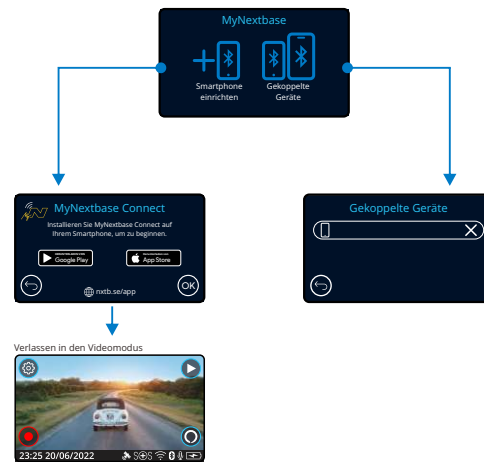 MyNextbase
Smartphone
einrichten
Gekoppelte
Geräte
MyNextbase Connect
Installieren Sie MyNextbase Connect auf
Ihrem Smartphone, um zu beginnen.
Google Play
App Store
nxtb.se/app
OK
Gekoppelte Geräte
Verlassen in den Videomodus
23:25 20/06/2022 SOS